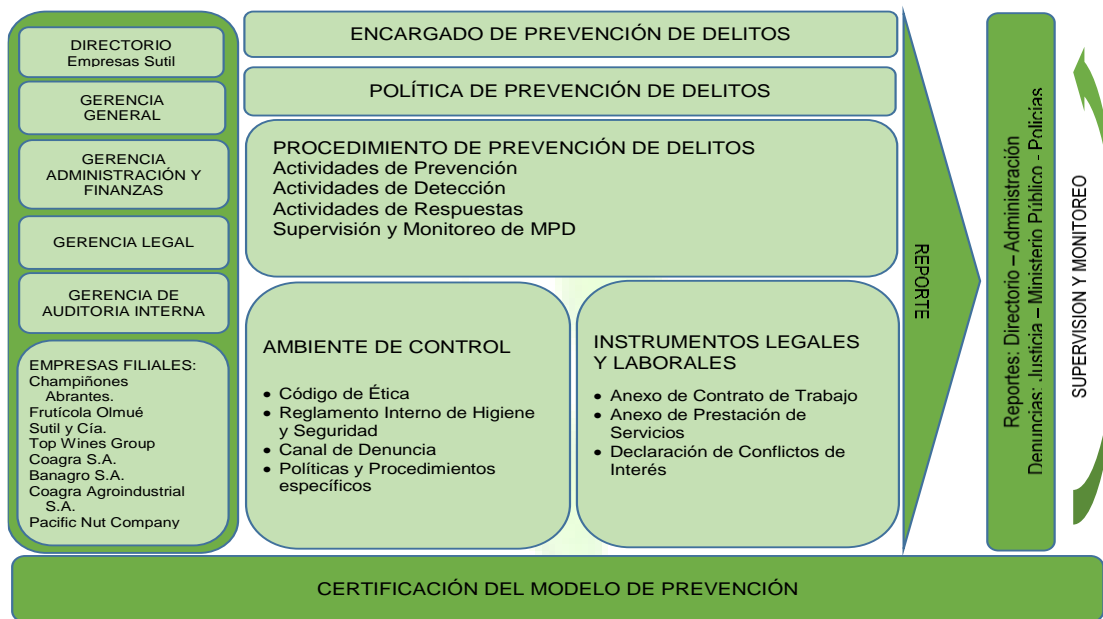 DIRECTORIO
Empresas Sutil
GERENCIA
GENERAL
GERENCIA
ADMINISTRACIÓN Y
FINANZAS
GERENCIA LEGAL
GERENCIA DE
AUDITORIA INTERNA
EMPRESAS FILIALES:
Champiñones
Abrantes.
Frutícola Olmué
Sutil y Cía.
Top Wines Group
Coagra S.A.
Banagro S.A.
Coagra Agroindustrial
S.A.
Pacific Nut Company
ENCARGADO DE PREVENCIÓN DE DELITOS
POLÍTICA DE PREVENCIÓN DE DELITOS
PROCEDIMIENTO DE PREVENCIÓN DE DELITOS
Actividades de Prevención
Actividades de Detección
Actividades de Respuestas
Supervisión y Monitoreo de MPD
AMBIENTE DE CONTROL
• Código de Ética
• Reglamento Interno de Higiene
y Seguridad
• Canal de Denuncia
• Políticas y Procedimientos
específicos
INSTRUMENTOS LEGALES
Y LABORALES
• Anexo de Contrato de Trabajo
• Anexo de Prestación de
Servicios
• Declaración de Conflictos de
Interés
REPORTE
Reportes: Directorio – Administración
Denuncias: Justicia – Ministerio Público - Policias
SUPERVISION Y MONITOREO
CERTIFICACIÓN DEL MODELO DE PREVENCIÓN